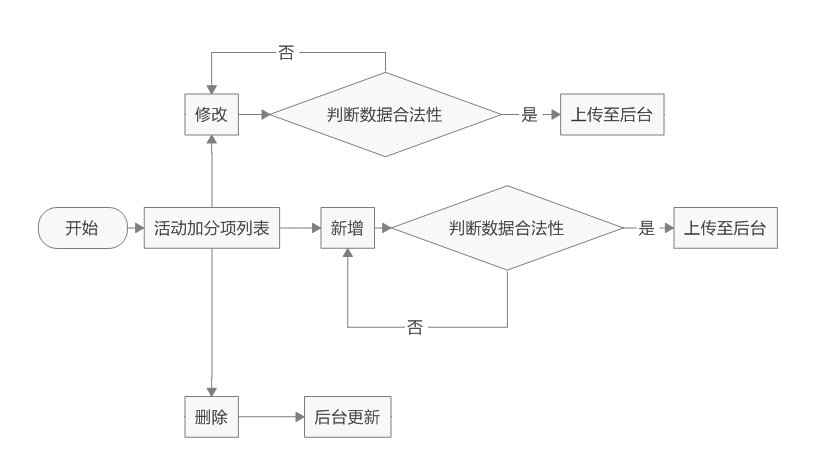 否
修改
判断数据合法性
是
上传至后台
开始
活动加分项列表
新增
判断数据合法性
是
上传至后台
否
删除
后台更新